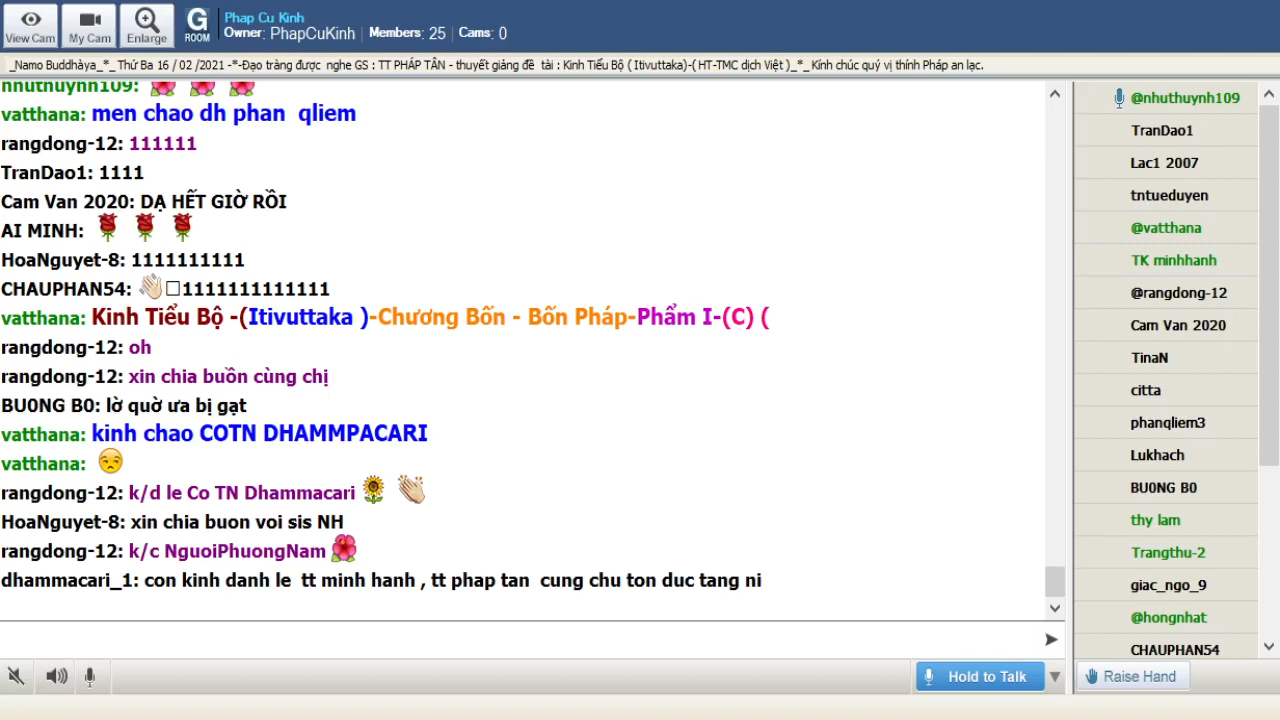 View Cam
My Cam
Enlarge
G
ROOM
Phap Cu Kinh
Owner: PhapCuKinh Members: 25 Cams: 0
_Namo Buddhàya_*_ Thứ Ba 16 / 02 /2021 -*-Đạo tràng được nghe GS : TT PHÁP TÂN - thuyết giảng đề tài : Kinh Tiểu Bộ ( Itivuttaka)-( HT-TMC dịch Việt )_*_ Kính chúc quý vị thính Pháp an lạc.
nhuthuynh109:
vatthana: men chao dh phan qliem
rangdong-12: 111111
TranDao1: 1111
Cam Van 2020: DẠ HẾT GIỜ RỒI
AI MINH:
HoaNguyet-8: 1111111111
CHAUPHAN54: 1111111111111
vatthana: Kinh Tiểu Bộ -(Itivuttaka )-Chương Bốn - Bốn Pháp-Phẩm I-(C) (
rangdong-12: oh
rangdong-12: xin chia buồn cùng chị
BU0NG B0: lờ quờ ưa bị gạt
vatthana: kinh chao COTN DHAMMPACARI
vatthana:
rangdong-12: k/d le Co TN Dhammacari
HoaNguyet-8: xin chia buon voi sis NH
rangdong-12: k/c NguoiPhuongNam
dhammacari_1: con kinh danh le tt minh hanh , tt phap tan cung chu ton duc tang ni
Hold to Talk
@nhuthuynh109
TranDao1
Lac1 2007
tntueduyen
@vatthana
TK minhhanh
@rangdong-12
Cam Van 2020
TinaN
citta
phanqliem3
Lukhach
BU0NG B0
thy lam
Trangthu-2
giac_ngo_9
@hongnhat
CHAUPHAN54
Raise Hand